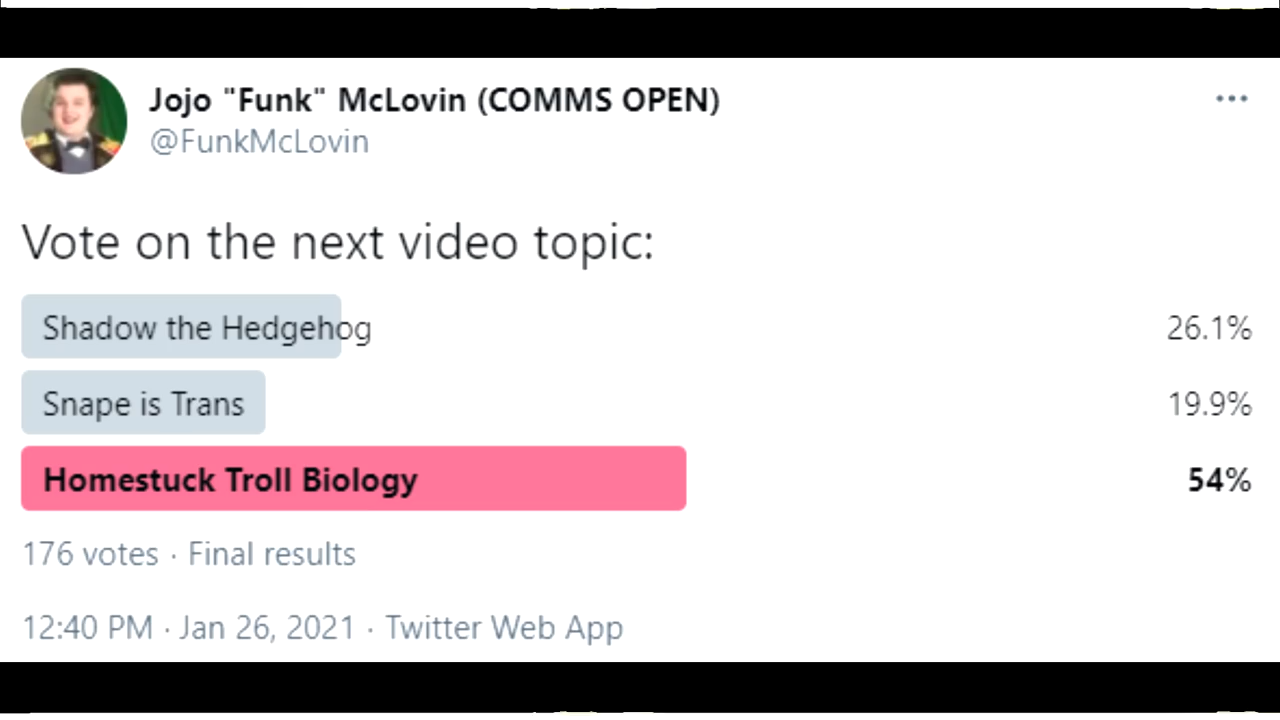 Jojo "Funk" McLovin (COMMS OPEN)
@FunkMcLovin
Vote on the next video topic:
Shadow the Hedgehog 26.1%
Snape is Trans 19.9%
Homestuck Troll Biology 54%
176 votes · Final results
12:40 PM · Jan 26, 2021 · Twitter Web App